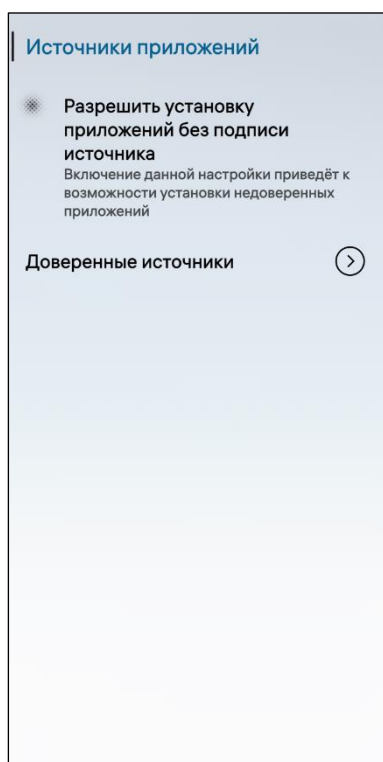 Источники приложений
Разрешить установку
приложений без подписи
источника
Включение данной настройки приведёт к
возможности установки недоверенных
приложений
Доверенные источники